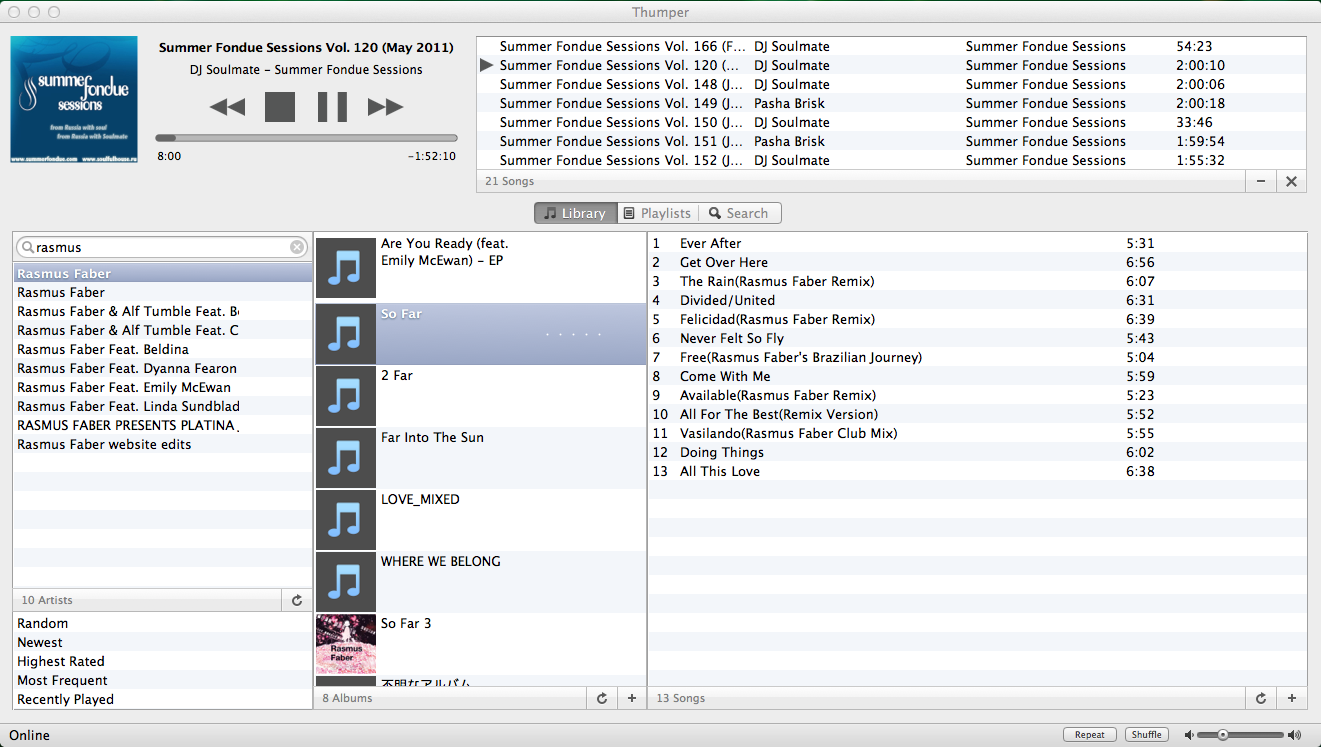 Thumper
summer
fondue
sessions
from Russia with soul
from Russia with Soulmate
www.summerfondue.com www.soulfulhouse.ru
Summer Fondue Sessions Vol. 120 (May 2011)
DJ Soulmate – Summer Fondue Sessions
8:00 -1:52:10
Summer Fondue Sessions Vol. 166 (F... DJ Soulmate Summer Fondue Sessions 54:23
Summer Fondue Sessions Vol. 120 (... DJ Soulmate Summer Fondue Sessions 2:00:10
Summer Fondue Sessions Vol. 148 (J... DJ Soulmate Summer Fondue Sessions 2:00:06
Summer Fondue Sessions Vol. 149 (J... Pasha Brisk Summer Fondue Sessions 2:00:18
Summer Fondue Sessions Vol. 150 (J... DJ Soulmate Summer Fondue Sessions 33:46
Summer Fondue Sessions Vol. 151 (J... Pasha Brisk Summer Fondue Sessions 1:59:54
Summer Fondue Sessions Vol. 152 (J... DJ Soulmate Summer Fondue Sessions 1:55:32
21 Songs
Library Playlists Search
rasmus
Rasmus Faber
Rasmus Faber
Rasmus Faber & Alf Tumble Feat. B
Rasmus Faber & Alf Tumble Feat. C
Rasmus Faber Feat. Beldina
Rasmus Faber Feat. Dyanna Fearon
Rasmus Faber Feat. Emily McEwan
Rasmus Faber Feat. Linda Sundblad
RASMUS FABER PRESENTS PLATINA
Rasmus Faber website edits
10 Artists
Random
Newest
Highest Rated
Most Frequent
Recently Played
Are You Ready (feat.
Emily McEwan) – EP
So Far
2 Far
Far Into The Sun
LOVE_MIXED
WHERE WE BELONG
So Far 3
Rasmus
Faber
不明なアルバム
8 Albums
1 Ever After 5:31
2 Get Over Here 6:56
3 The Rain(Rasmus Faber Remix) 6:07
4 Divided/United 6:31
5 Felicidad(Rasmus Faber Remix) 6:39
6 Never Felt So Fly 5:43
7 Free(Rasmus Faber's Brazilian Journey) 5:04
8 Come With Me 5:59
9 Available(Rasmus Faber Remix) 5:23
10 All For The Best(Remix Version) 5:52
11 Vasilando(Rasmus Faber Club Mix) 5:55
12 Doing Things 6:02
13 All This Love 6:38
13 Songs
Online
Repeat Shuffle